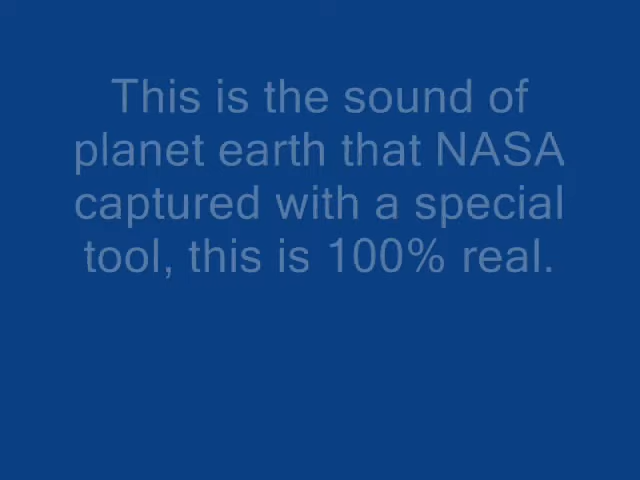 This is the sound of
planet earth that NASA
captured with a special
tool, this is 100% real.